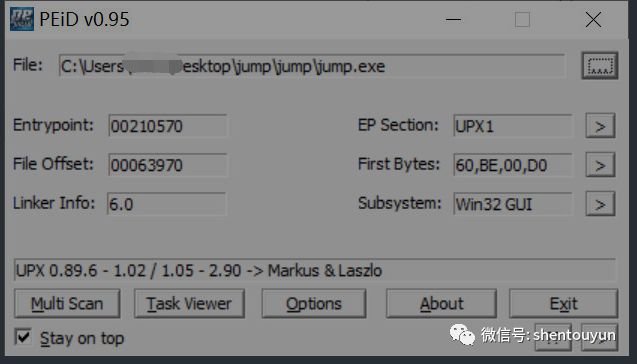 PEiD v0.95
File: C:\Users\ esktop\jump\jump\jump.exe ...
Entrypoint: 00210570 EP Section: UPX1 >
File Offset: 00063970 First Bytes: 60,BE,00,D0 >
Linker Info: 6.0 Subsystem: Win32 GUI >
UPX 0.89.6 - 1.02 / 1.05 - 2.90 -> Markus & Laszlo
Multi Scan Task Viewer Options About Exit
Stay on top
微信号: shentouyun